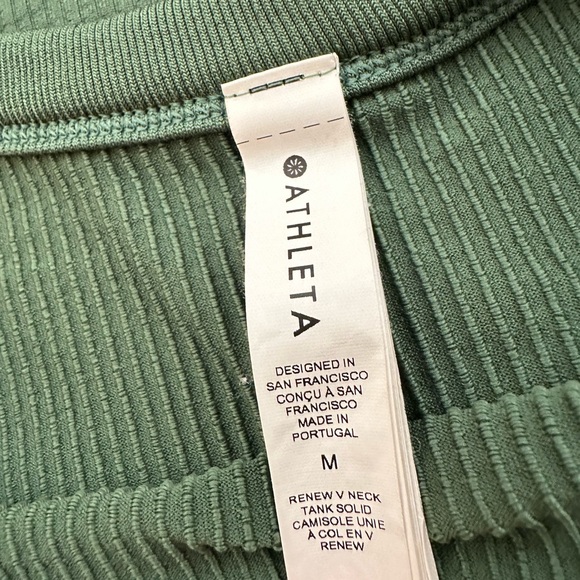 ATHLETA
DESIGNED IN
SAN FRANCISCO
CONÇU À SAN
FRANCISCO
MADE IN
PORTUGAL
M
RENEW V NECK
TANK SOLID
CAMISOLE UNIE
À COL EN V
RENEW